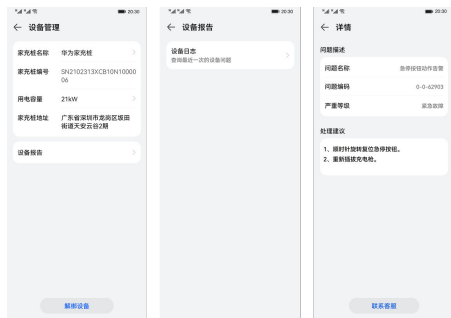 20:30
← 设备管理
家充桩名称 华为家充桩 >
家充桩编号 SN2102313XCB10N10000
06
用电容量 21kW >
家充桩地址 广东省深圳市龙岗区坂田
街道天安云谷2期
设备报告 >
解绑设备
20:30
← 设备报告
设备日志 >
查询最近一次的设备问题
20:30
← 详情
问题描述
问题名称 急停按钮动作告警
问题编码 0-0-62903
严重等级 紧急故障
处理建议
1、顺时针旋转复位急停按钮。
2、重新插拔充电枪。
联系客服